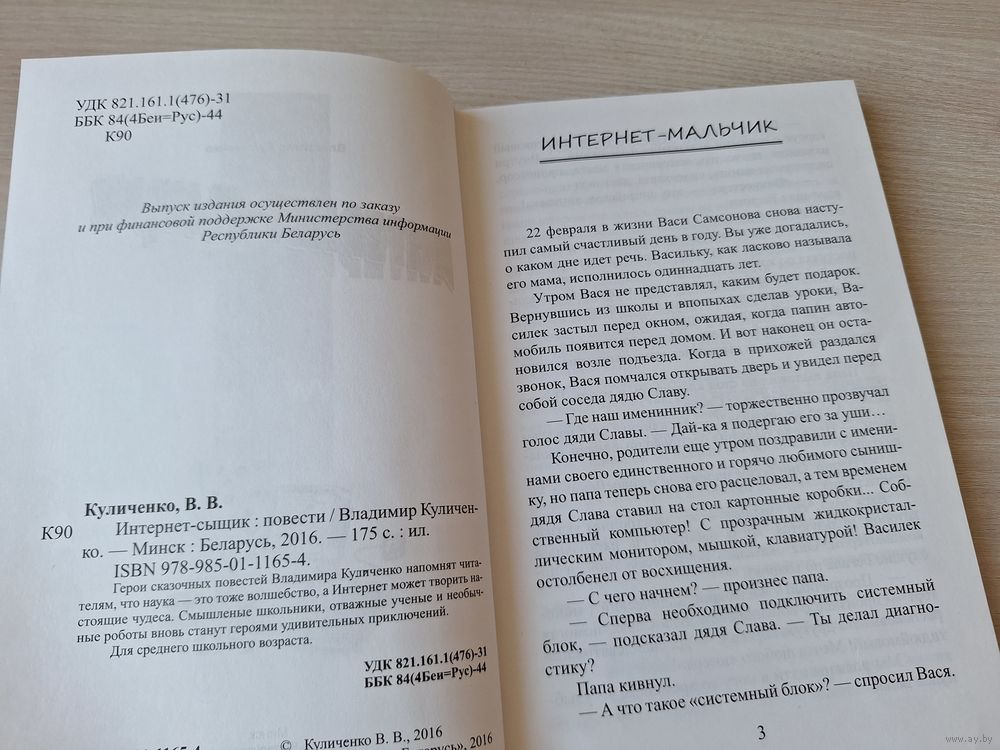 УДК 821.161.1(476)-31
ББК 84(4Беи=Рус)-44
К90
Выпуск издания осуществлен по заказу
и при финансовой поддержке Министерства информации
Республики Беларусь
Куличенко, В. В.
К90
Интернет-сыщик : повести / Владимир Куличен-
ко. — Минск : Беларусь, 2016. — 175 с. : ил.
ISBN 978-985-01-1165-4.
Герои сказочных повестей Владимира Куличенко напомнят чита-
телям, что наука — это тоже волшебство, а Интернет может творить на-
стоящие чудеса. Смышленые школьники, отважные ученые и необыч-
ные роботы вновь станут героями удивительных приключений.
Для среднего школьного возраста.
УДК 821.161.1(476)-31
ББК 84(4Беи=Рус)-44
© Куличенко В. В., 2016
Беларусь», 2016
1165-4
ИНТЕРНЕТ-МАЛЬЧИК
22 февраля в жизни Васи Самсонова снова насту-
пил самый счастливый день в году. Вы уже догадались,
о каком дне идет речь. Васильку, как ласково называла
его мама, исполнилось одиннадцать лет.
Утром Вася не представлял, каким будет подарок.
Вернувшись из школы и впопыхах сделав уроки, Ва-
силек застыл перед окном, ожидая, когда папин авто-
мобиль появится перед домом. И вот наконец он оста-
новился возле подъезда. Когда в прихожей раздался
звонок, Вася помчался открывать дверь и увидел перед
собой соседа дядю Славу.
— Где наш именинник? — торжественно прозвучал
голос дяди Славы. — Дай-ка я подергаю его за уши…
Конечно, родители еще утром поздравили с имени-
нами своего единственного и горячо любимого сыниш-
ку, но папа теперь снова его расцеловал, а тем временем
дядя Слава ставил на стол картонные коробки... Соб-
ственный компьютер! С прозрачным жидкокристал-
лическим монитором, мышкой, клавиатурой! Василек
остолбенел от восхищения.
— С чего начнем? — произнес папа.
— Сперва необходимо подключить системный
блок, — подсказал дядя Слава. — Ты делал диагно-
стику?
Папа кивнул.
— А что такое «системный блок»? — спросил Вася.
3
www.ay.by